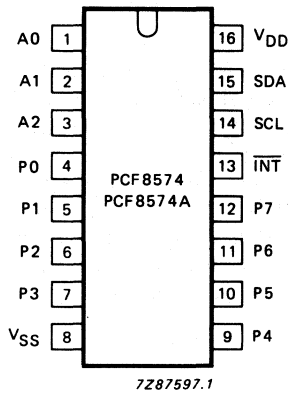 A0 1 16 VDD
A1 2 15 SDA
A2 3 14 SCL
P0 4 13 INT
PCF8574
PCF8574A
P1 5 12 P7
P2 6 11 P6
P3 7 10 P5
VSS 8 9 P4
7Z87597.1